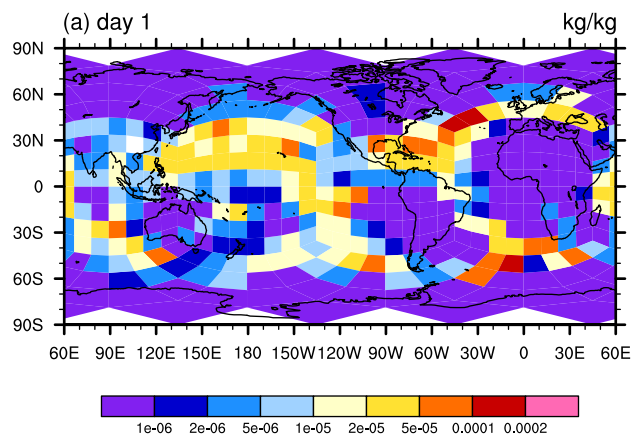 (a) day 1 kg/kg
90N
60N
30N
0
30S
60S
90S
60E 90E 120E 150E 180 150W 120W 90W 60W 30W 0 30E 60E
1e-06 2e-06 5e-06 1e-05 2e-05 5e-05 0.0001 0.0002